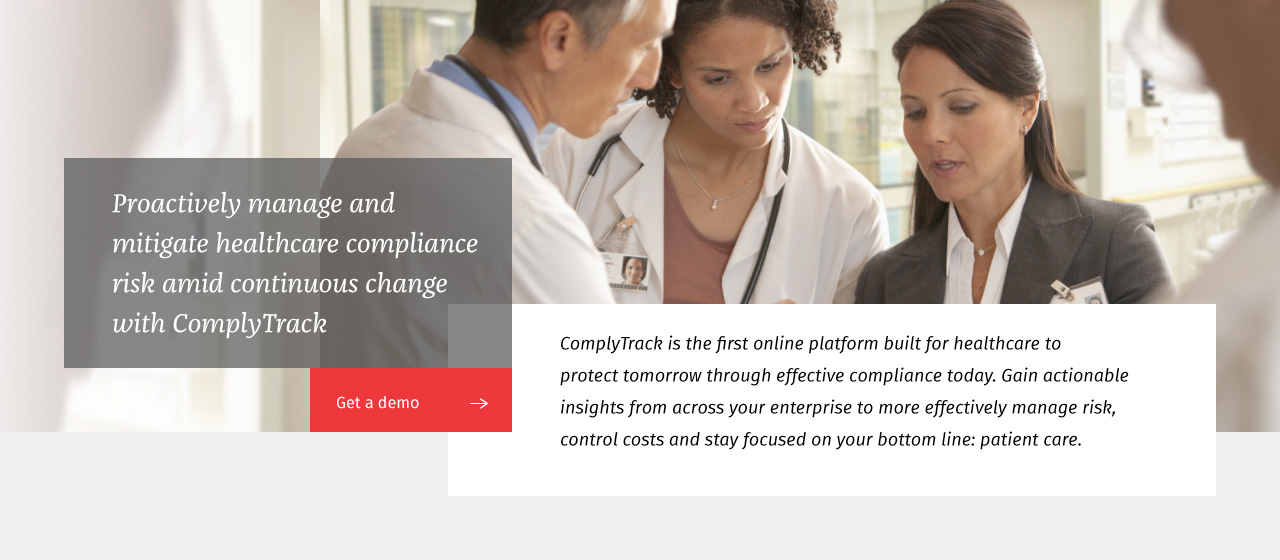 Proactively manage and
mitigate healthcare compliance
risk amid continuous change
with ComplyTrack
Get a demo
ComplyTrack is the first online platform built for healthcare to
protect tomorrow through effective compliance today. Gain actionable
insights from across your enterprise to more effectively manage risk,
control costs and stay focused on your bottom line: patient care.